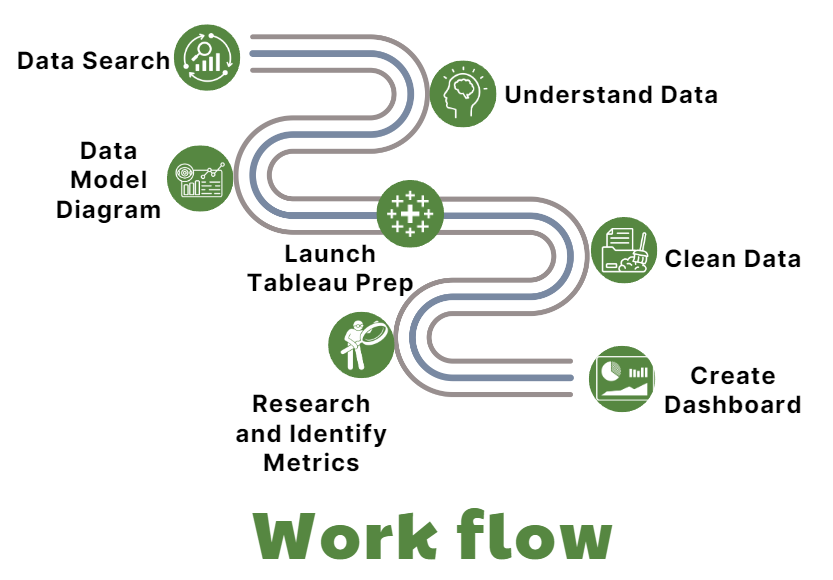 Data Search
Understand Data
Data
Model
Diagram
Launch
Tableau Prep
Clean Data
Research
and Identify
Metrics
Create
Dashboard
Work flow